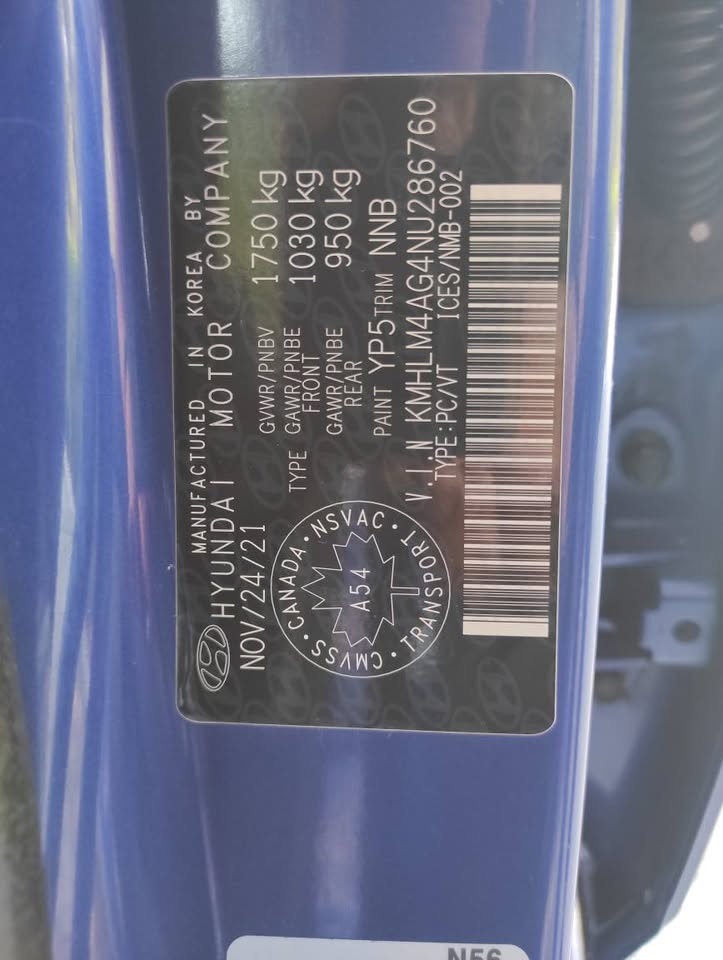 MANUFACTURED IN KOREA BY
HYUNDAI MOTOR COMPANY
NOV/24/21
GVWR/PNBV 1750 kg
TYPE GAWR/PNBE 1030 kg
FRONT
GAWR/PNBE 950 kg
REAR
PAINT YP5 TRIM NNB
V.I.N KMHLM4AG4NU286760
TYPE:PC/VT ICES/NMB-002
CANADA · NSVAC · TRANSPORT · CMVSS ·
A54
N56